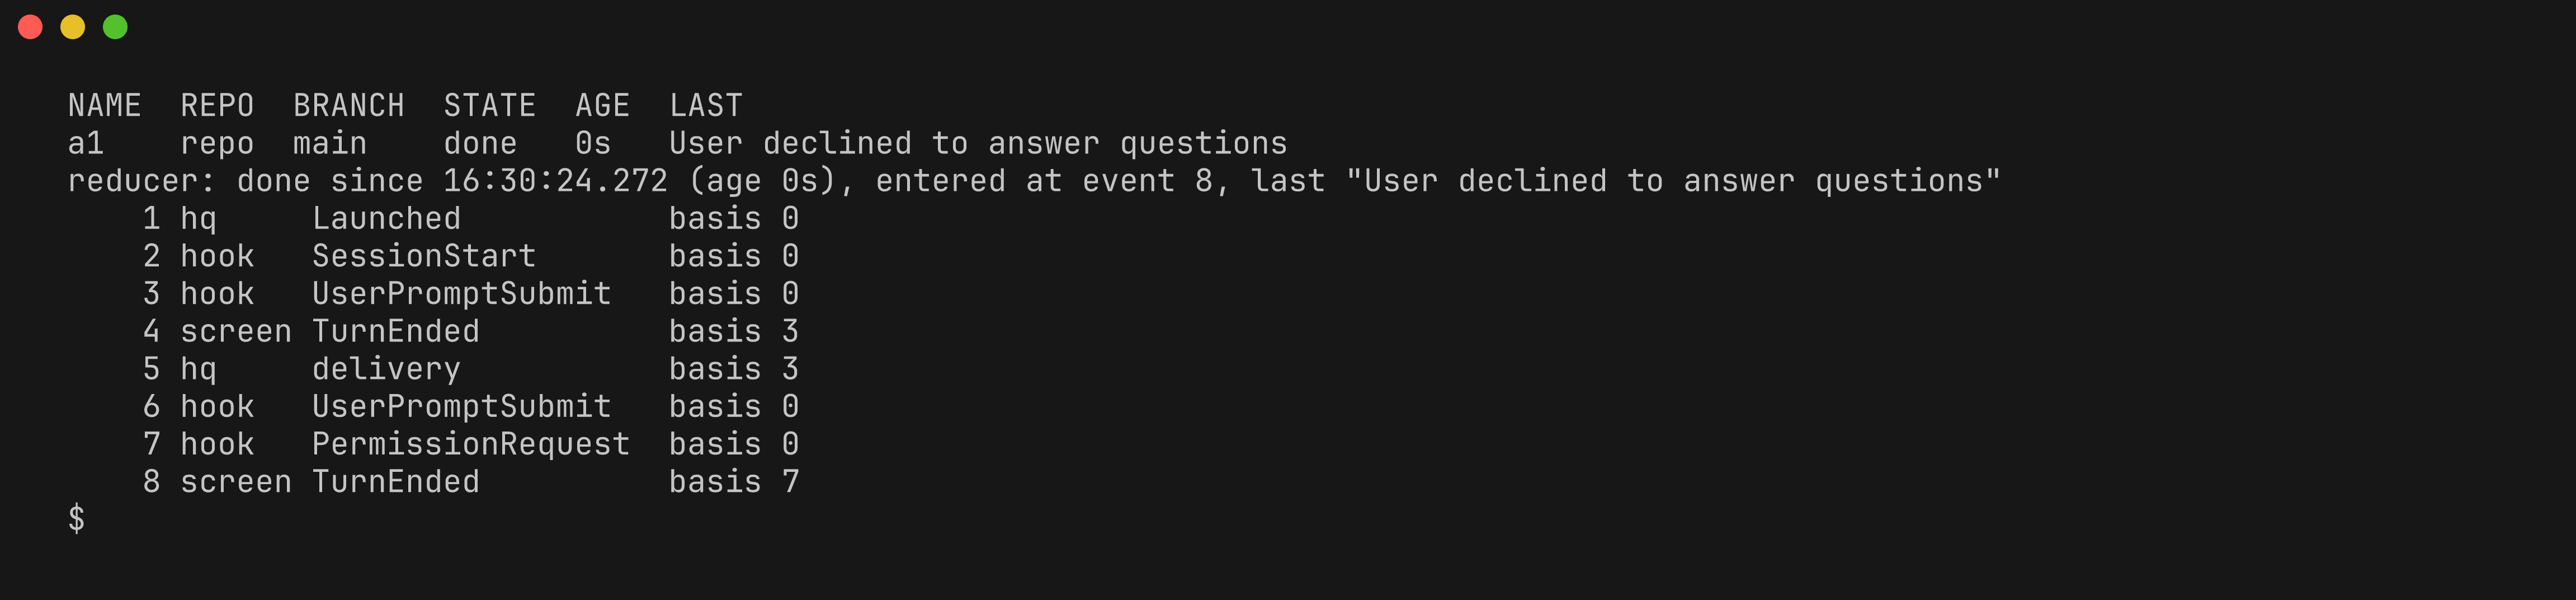 NAME  REPO  BRANCH  STATE  AGE  LAST
a1    repo  main    done   0s   User declined to answer questions
reducer: done since 16:30:24.272 (age 0s), entered at event 8, last "User declined to answer questions"
    1 hq     Launched           basis 0
    2 hook   SessionStart       basis 0
    3 hook   UserPromptSubmit   basis 0
    4 screen TurnEnded          basis 3
    5 hq     delivery           basis 3
    6 hook   UserPromptSubmit   basis 0
    7 hook   PermissionRequest  basis 0
    8 screen TurnEnded          basis 7
$